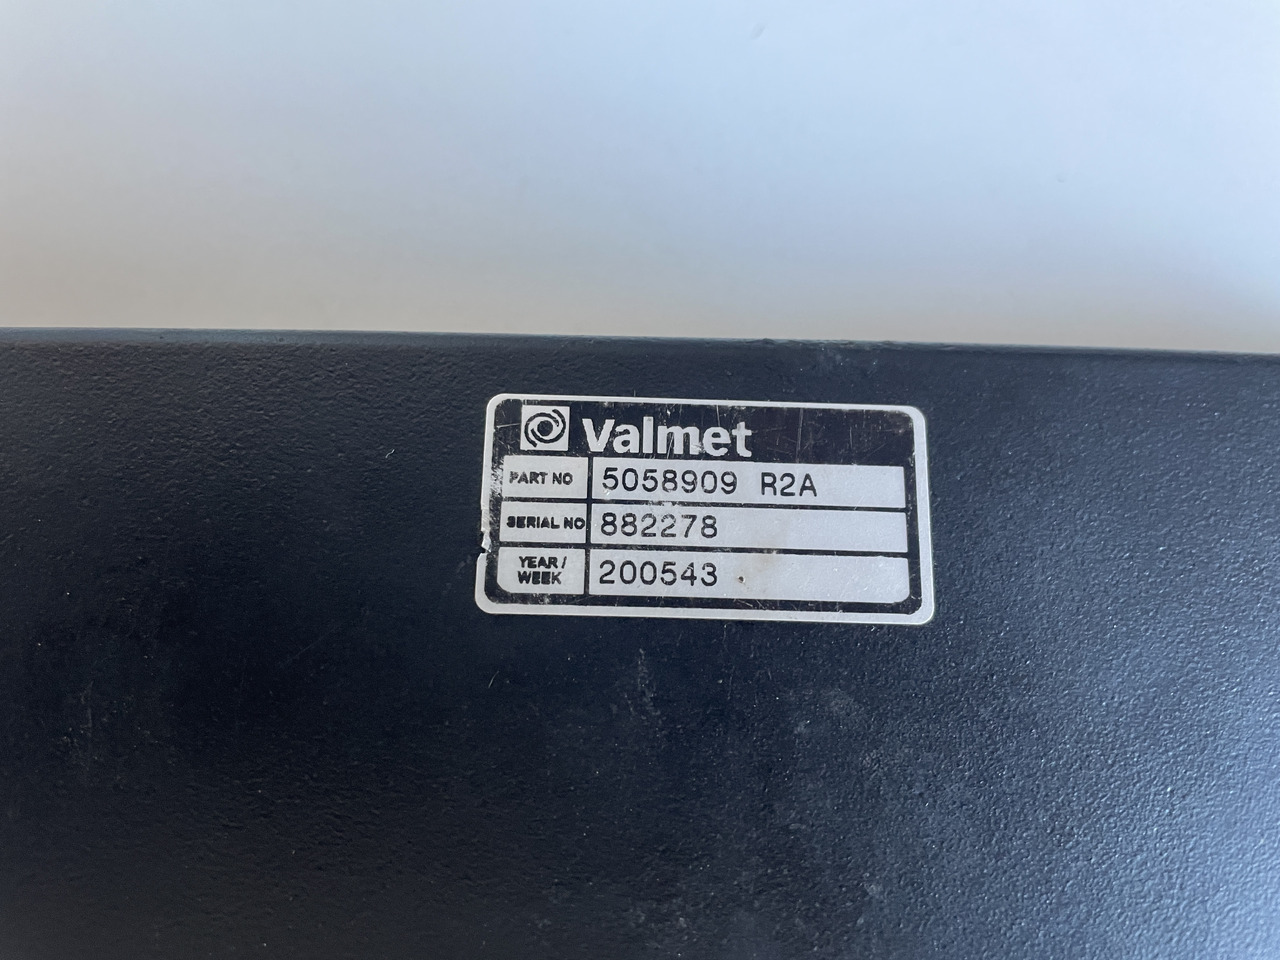 Valmet
PART NO 5058909 R2A
SERIAL NO 882278
YEAR/ 200543
WEEK